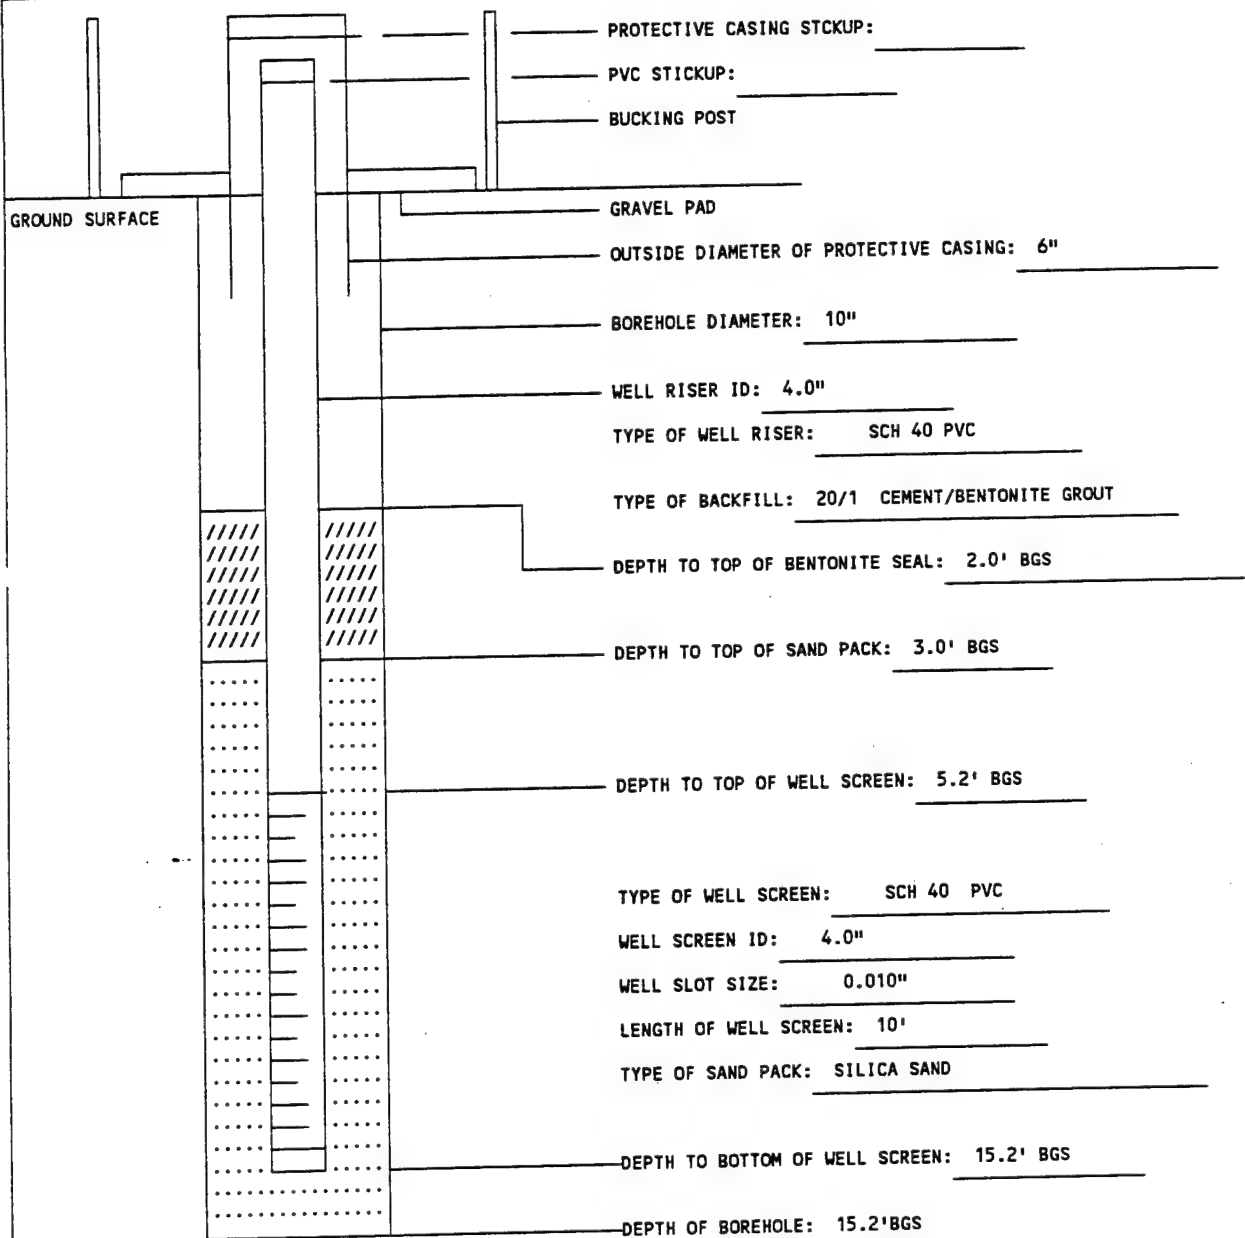 PROTECTIVE CASING STCKUP:
PVC STICKUP:
BUCKING POST
GROUND SURFACE
GRAVEL PAD
OUTSIDE DIAMETER OF PROTECTIVE CASING: 6"
BOREHOLE DIAMETER: 10"
WELL RISER ID: 4.0"
TYPE OF WELL RISER: SCH 40 PVC
TYPE OF BACKFILL: 20/1 CEMENT/BENTONITE GROUT
DEPTH TO TOP OF BENTONITE SEAL: 2.0' BGS
DEPTH TO TOP OF SAND PACK: 3.0' BGS
DEPTH TO TOP OF WELL SCREEN: 5.2' BGS
TYPE OF WELL SCREEN: SCH 40 PVC
WELL SCREEN ID: 4.0"
WELL SLOT SIZE: 0.010"
LENGTH OF WELL SCREEN: 10'
TYPE OF SAND PACK: SILICA SAND
DEPTH TO BOTTOM OF WELL SCREEN: 15.2' BGS
DEPTH OF BOREHOLE: 15.2'BGS